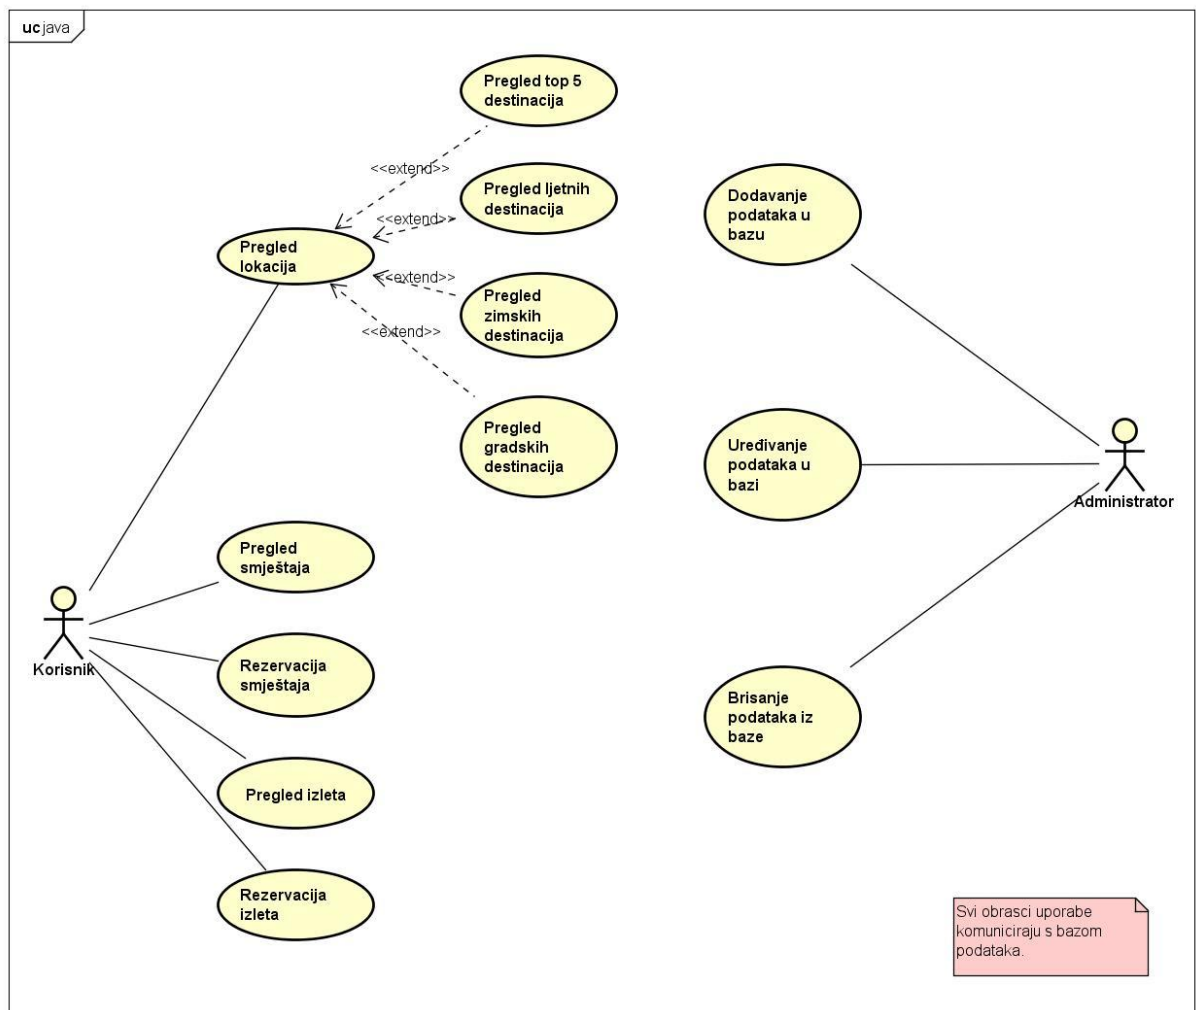 uc java
Pregled top 5
destinacija
<<extend>>
Pregled ljetnih
destinacija
<<extend>>
Pregled
lokacija
<<extend>>
Pregled
zimskih
destinacija
<<extend>>
Pregled
gradskih
destinacija
Dodavanje
podataka u
bazu
Uređivanje
podataka u
bazi
Administrator
Pregled
smještaja
Korisnik
Rezervacija
smještaja
Brisanje
podataka iz
baze
Pregled izleta
Rezervacija
izleta
Svi obrasci uporabe
komuniciraju s bazom
podataka.